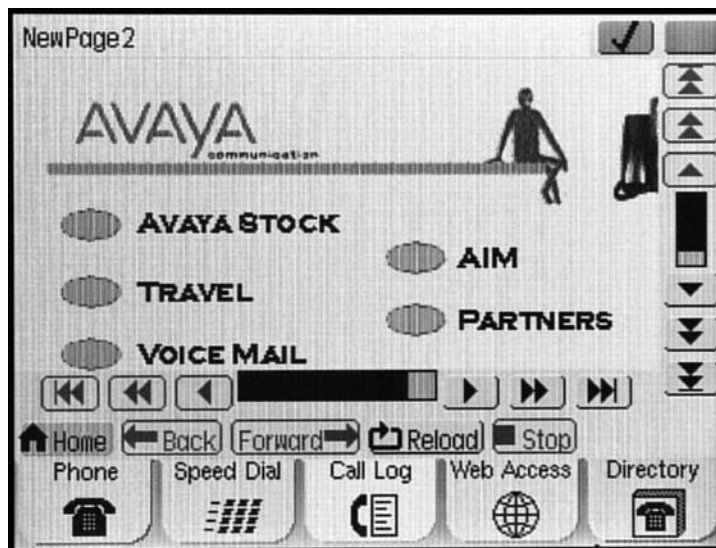 NewPage2
AVAYA
communication
AVAYA STOCK
AIM
TRAVEL
PARTNERS
VOICE MAIL
Home Back Forward Reload Stop
Phone Speed Dial Call Log Web Access Directory